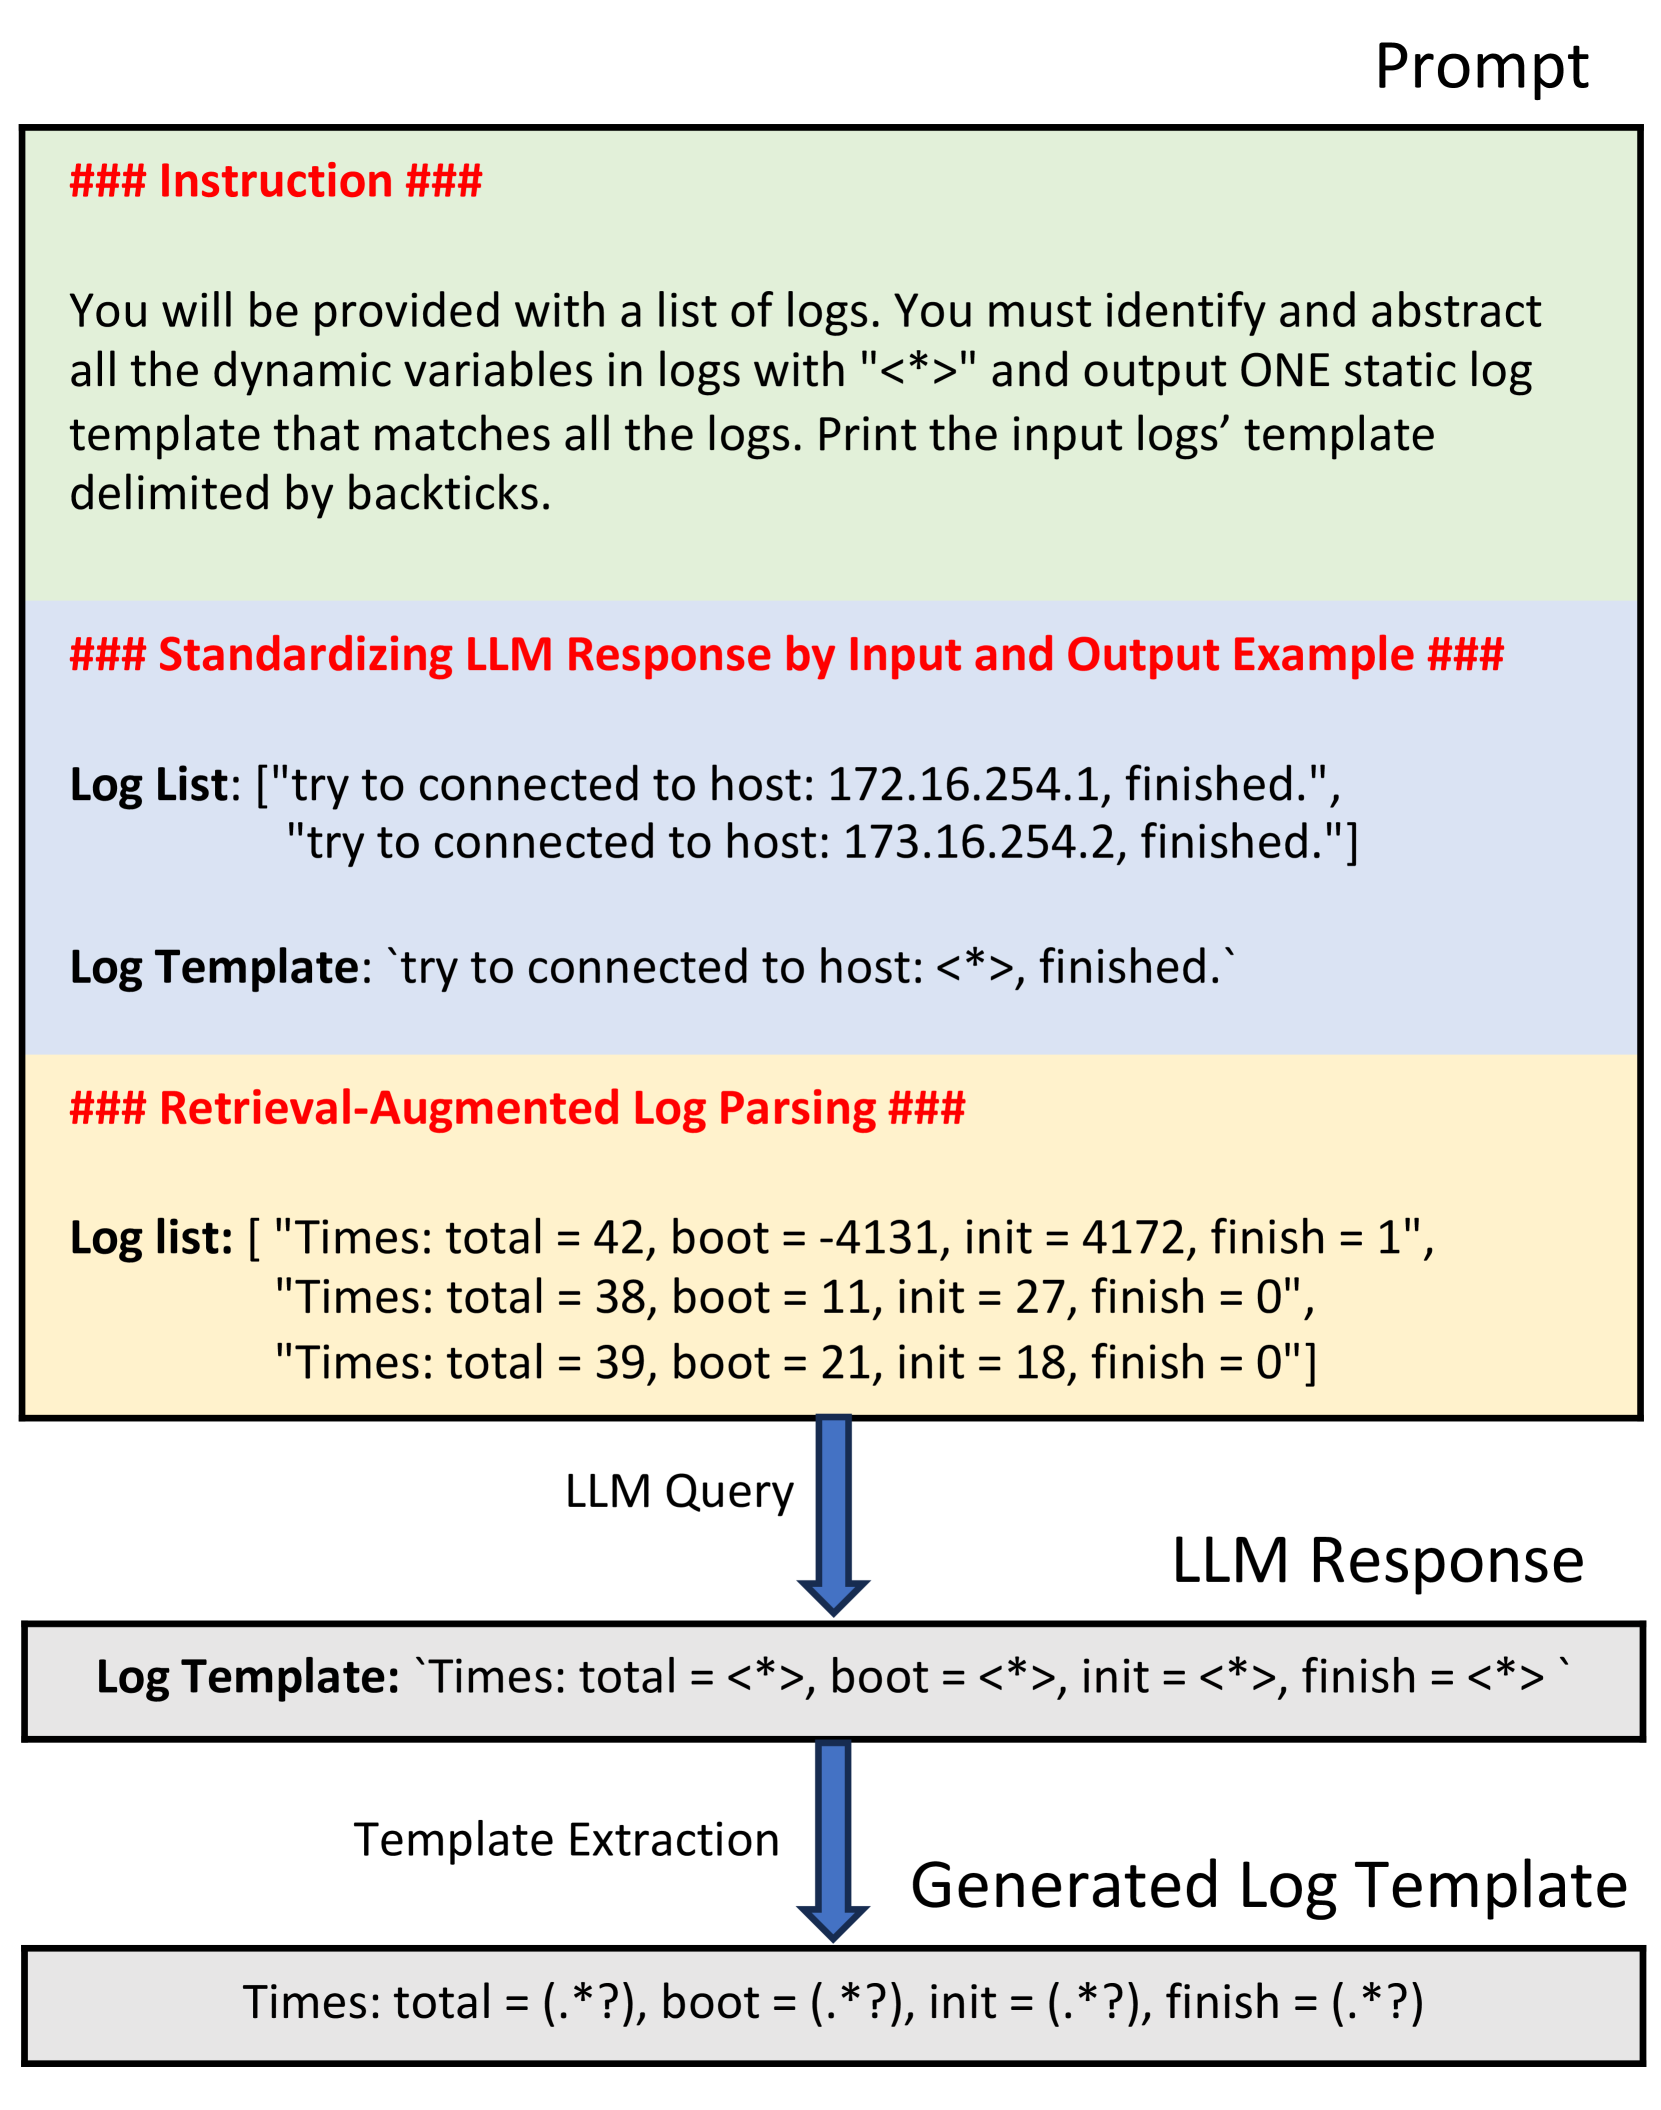 Prompt
### Instruction ###
You will be provided with a list of logs. You must identify and abstract
all the dynamic variables in logs with "<*>" and output ONE static log
template that matches all the logs. Print the input logs’ template
delimited by backticks.
### Standardizing LLM Response by Input and Output Example ###
Log List: ["try to connected to host: 172.16.254.1, finished.",
"try to connected to host: 173.16.254.2, finished."]
Log Template: `try to connected to host: <*>, finished.`
### Retrieval-Augmented Log Parsing ###
Log list: [ "Times: total = 42, boot = -4131, init = 4172, finish = 1",
"Times: total = 38, boot = 11, init = 27, finish = 0",
"Times: total = 39, boot = 21, init = 18, finish = 0"]
LLM Query
LLM Response
Log Template: `Times: total = <*>, boot = <*>, init = <*>, finish = <*> `
Template Extraction
Generated Log Template
Times: total = (.*?), boot = (.*?), init = (.*?), finish = (.*?)